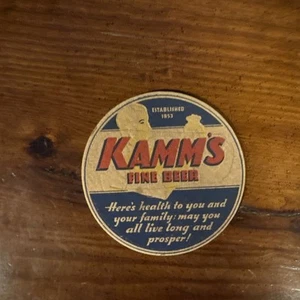 ESTABLISHED
1853
KAMM'S
FINE BEER
Here's health to you and
your family: may you
all live long and
prosper!